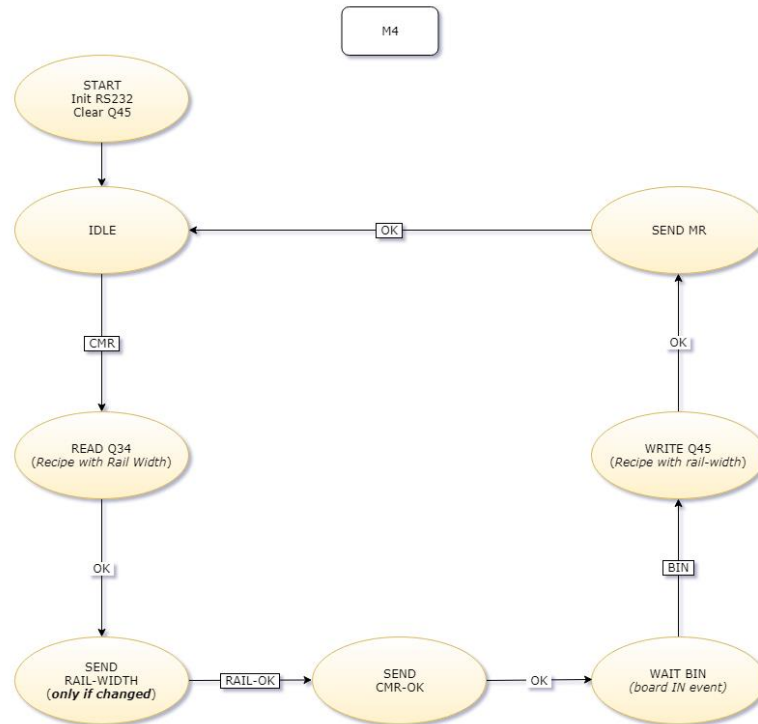 M4
START
Init RS232
Clear Q45
IDLE
OK
SEND MR
CMR
OK
READ Q34
(Recipe with Rail Width)
WRITE Q45
(Recipe with rail-width)
OK
BIN
SEND
RAIL-WIDTH
(only if changed)
RAIL-OK
SEND
CMR-OK
OK
WAIT BIN
(board IN event)